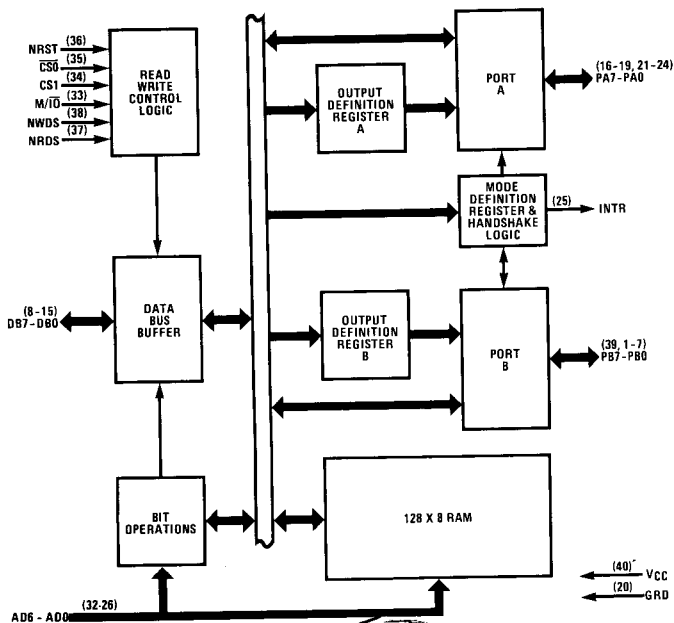 NRST (36)
CS0 (35)
CS1 (34)
M/IO (33)
NWDS (38)
NRDS (37)
READ
WRITE
CONTROL
LOGIC
OUTPUT
DEFINITION
REGISTER
A
PORT
A
(16-19, 21-24)
PA7-PA0
MODE
DEFINITION
REGISTER &
HANDSHAKE
LOGIC
(25)
INTR
(8-15)
DB7-DB0
DATA
BUS
BUFFER
OUTPUT
DEFINITION
REGISTER
B
PORT
B
(39, 1-7)
PB7-PB0
BIT
OPERATIONS
128 X 8 RAM
(40) VCC
(20) GRD
AD6 - AD0 (32-26)